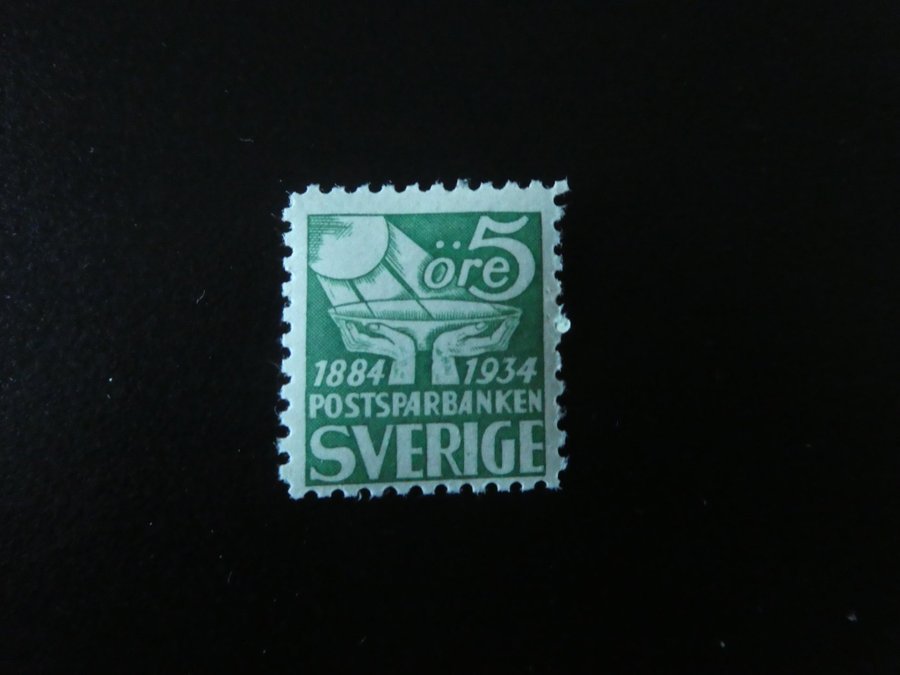 öre 5
1884 1934
POSTSPARBANKEN
SVERIGE